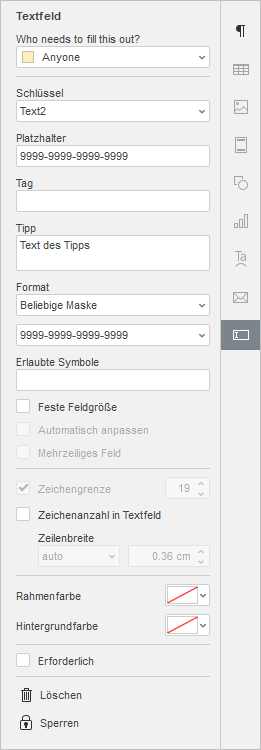 Textfeld
Who needs to fill this out?
Anyone
Schlüssel
Text2
Platzhalter
9999-9999-9999-9999
Tag
Tipp
Text des Tipps
Format
Beliebige Maske
9999-9999-9999-9999
Erlaubte Symbole
Feste Feldgröße
Automatisch anpassen
Mehrzeiliges Feld
Zeichengrenze 19
Zeichenanzahl in Textfeld
Zeilenbreite
auto 0.36 cm
Rahmenfarbe
Hintergrundfarbe
Erforderlich
Löschen
Sperren
Ta